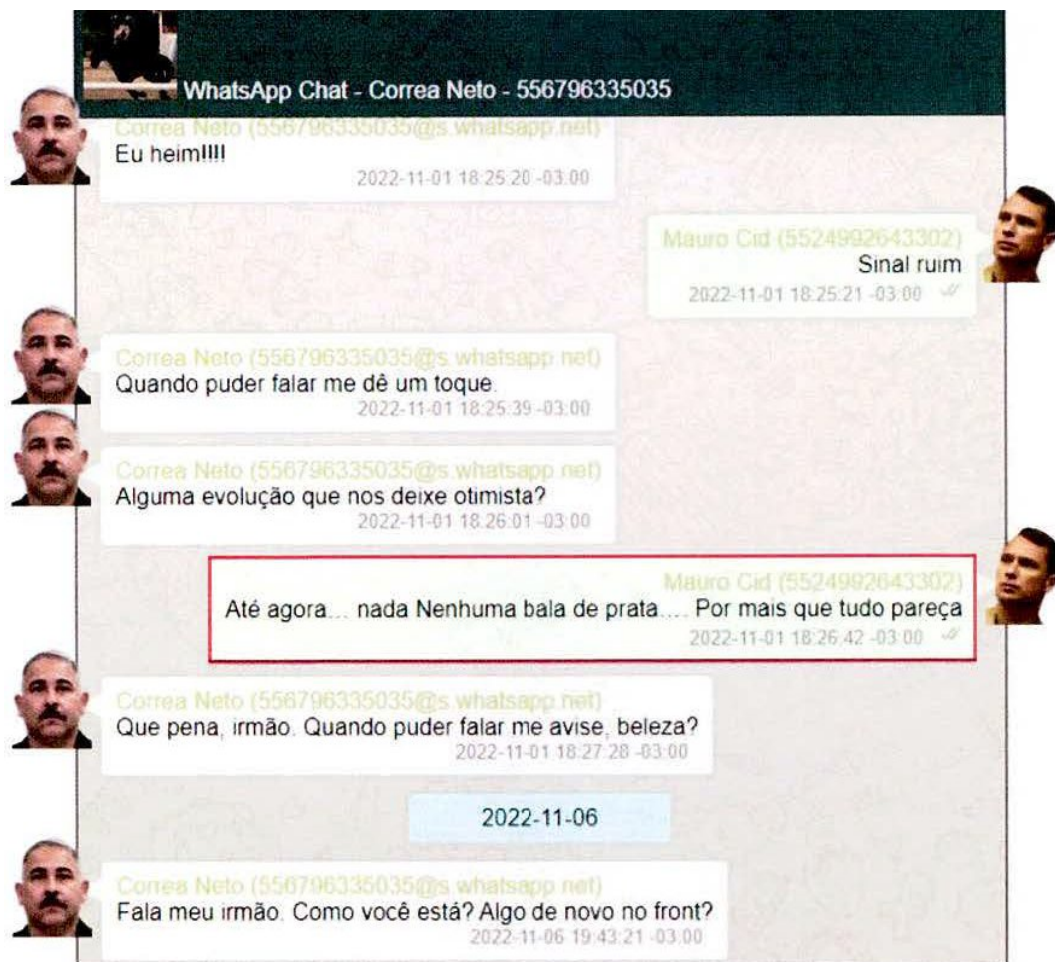 WhatsApp Chat - Correa Neto - 556796335035
Correa Neto (556796335035@s.whatsapp.net)
Eu heim!!!!
2022-11-01 18:25:20 -03:00
Mauro Cid (5524992643302)
Sinal ruim
2022-11-01 18:25:21 -03:00
Correa Neto (556796335035@s.whatsapp.net)
Quando puder falar me dê um toque.
2022-11-01 18:25:39 -03:00
Correa Neto (556796335035@s.whatsapp.net)
Alguma evolução que nos deixe otimista?
2022-11-01 18:26:01 -03:00
Mauro Cid (5524992643302)
Até agora... nada Nenhuma bala de prata.... Por mais que tudo pareça
2022-11-01 18:26:42 -03:00
Correa Neto (556796335035@s.whatsapp.net)
Que pena, irmão. Quando puder falar me avise, beleza?
2022-11-01 18:27:28 -03:00
2022-11-06
Correa Neto (556796335035@s.whatsapp.net)
Fala meu irmão. Como você está? Algo de novo no front?
2022-11-06 19:43:21 -03:00